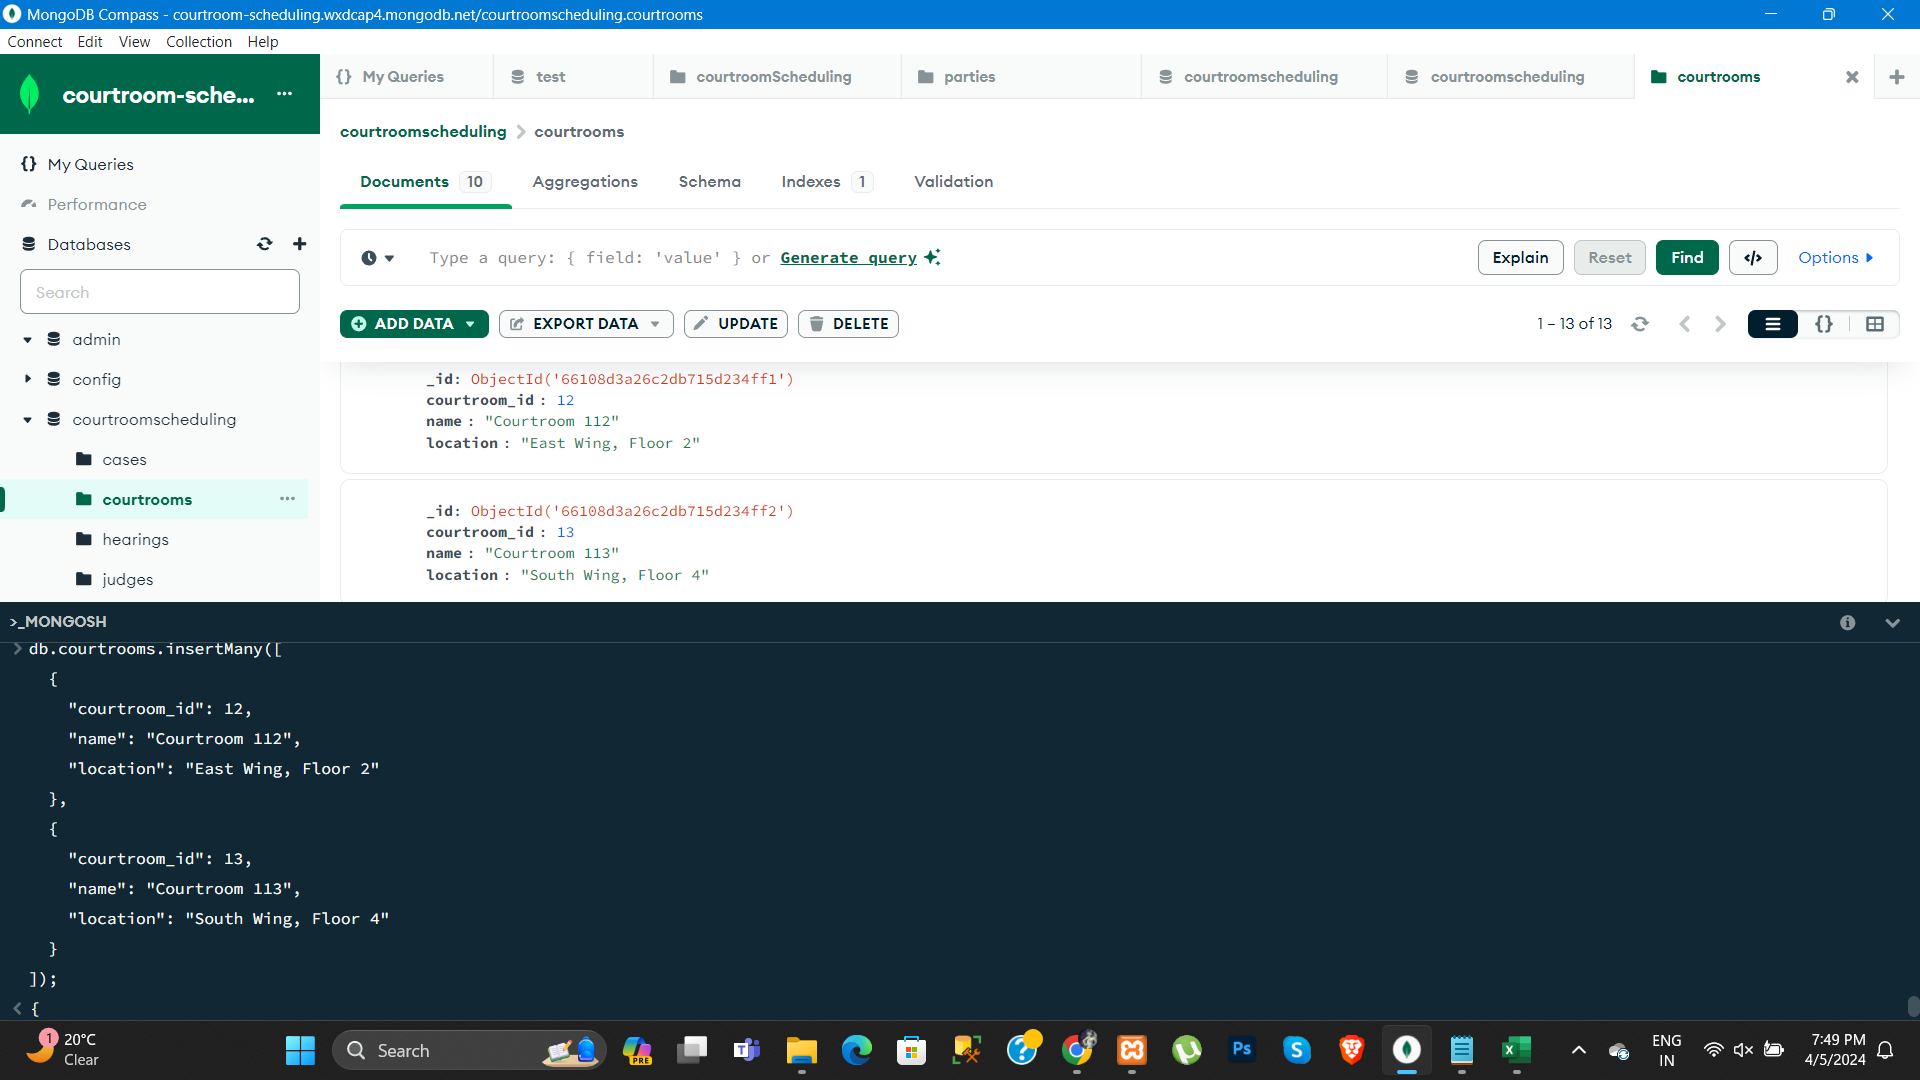 MongoDB Compass - courtroom-scheduling.wxdcap4.mongodb.net/courtroomscheduling.courtrooms
Connect Edit View Collection Help
courtroom-sche... ...
My Queries
test
courtroomScheduling
parties
courtroomscheduling
courtroomscheduling
courtrooms
My Queries
Performance
Databases
Search
admin
config
courtroomscheduling
cases
courtrooms ...
hearings
judges
courtroomscheduling > courtrooms
Documents 10 Aggregations Schema Indexes 1 Validation
Type a query: { field: 'value' } or Generate query
Explain Reset Find </> Options
ADD DATA EXPORT DATA UPDATE DELETE
1 – 13 of 13
{}
_id: ObjectId('66108d3a26c2db715d234ff1')
courtroom_id : 12
name : "Courtroom 112"
location : "East Wing, Floor 2"
_id: ObjectId('66108d3a26c2db715d234ff2')
courtroom_id : 13
name : "Courtroom 113"
location : "South Wing, Floor 4"
>_MONGOSH
> db.courtrooms.insertMany([
{
"courtroom_id": 12,
"name": "Courtroom 112",
"location": "East Wing, Floor 2"
},
{
"courtroom_id": 13,
"name": "Courtroom 113",
"location": "South Wing, Floor 4"
}
]);
< {
1
20°C
Clear
Search
PRE
Ps
ENG
IN
7:49 PM
4/5/2024